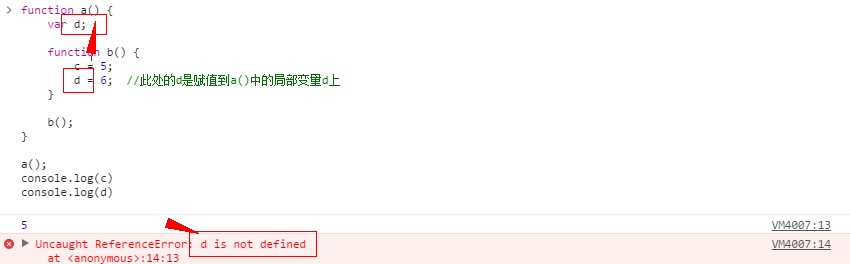 > function a() {
var d;
function b() {
c = 5;
d = 6; //此处的d是赋值到a()中的局部变量d上
}
b();
}
a();
console.log(c)
console.log(d)
5 VM4007:13
Uncaught ReferenceError: d is not defined VM4007:14
at <anonymous>:14:13